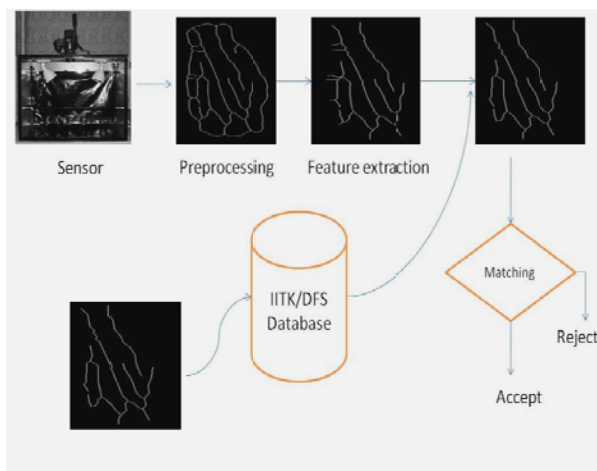 Sensor
Preprocessing
Feature extraction
Matching
IITK/DFS
Database
Reject
Accept